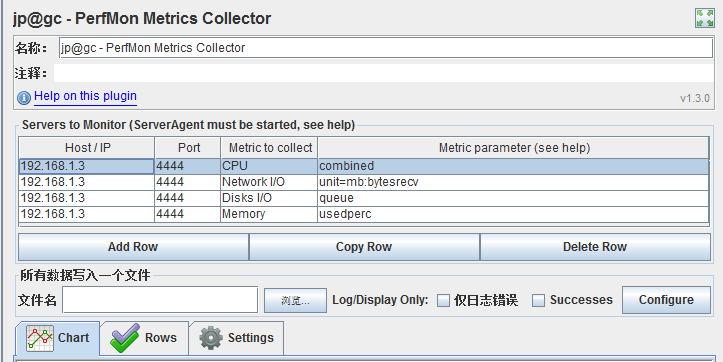 jp@gc - PerfMon Metrics Collector
名称： jp@gc - PerfMon Metrics Collector
注释：
Help on this plugin v1.3.0
Servers to Monitor (ServerAgent must be started, see help)
Host / IP Port Metric to collect Metric parameter (see help)
192.168.1.3 4444 CPU combined
192.168.1.3 4444 Network I/O unit=mb:bytesrecv
192.168.1.3 4444 Disks I/O queue
192.168.1.3 4444 Memory usedperc
Add Row Copy Row Delete Row
所有数据写入一个文件
文件名 浏览... Log/Display Only: 仅日志错误 Successes Configure
Chart Rows Settings